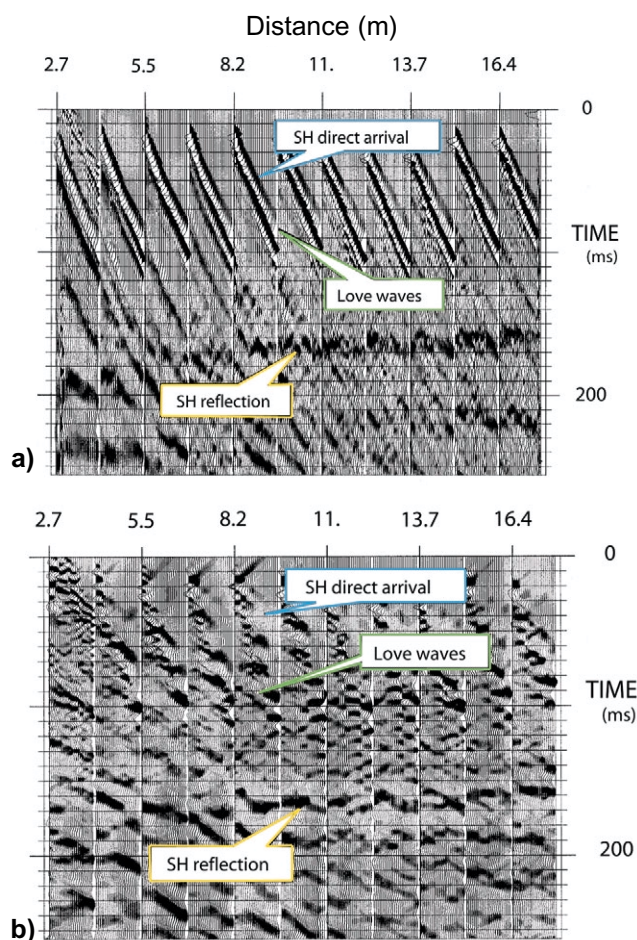 Distance (m)
2.7 5.5 8.2 11. 13.7 16.4
0
SH direct arrival
TIME
(ms)
Love waves
SH reflection
200
a)
2.7 5.5 8.2 11. 13.7 16.4
0
SH direct arrival
Love waves
TIME
(ms)
SH reflection
200
b)